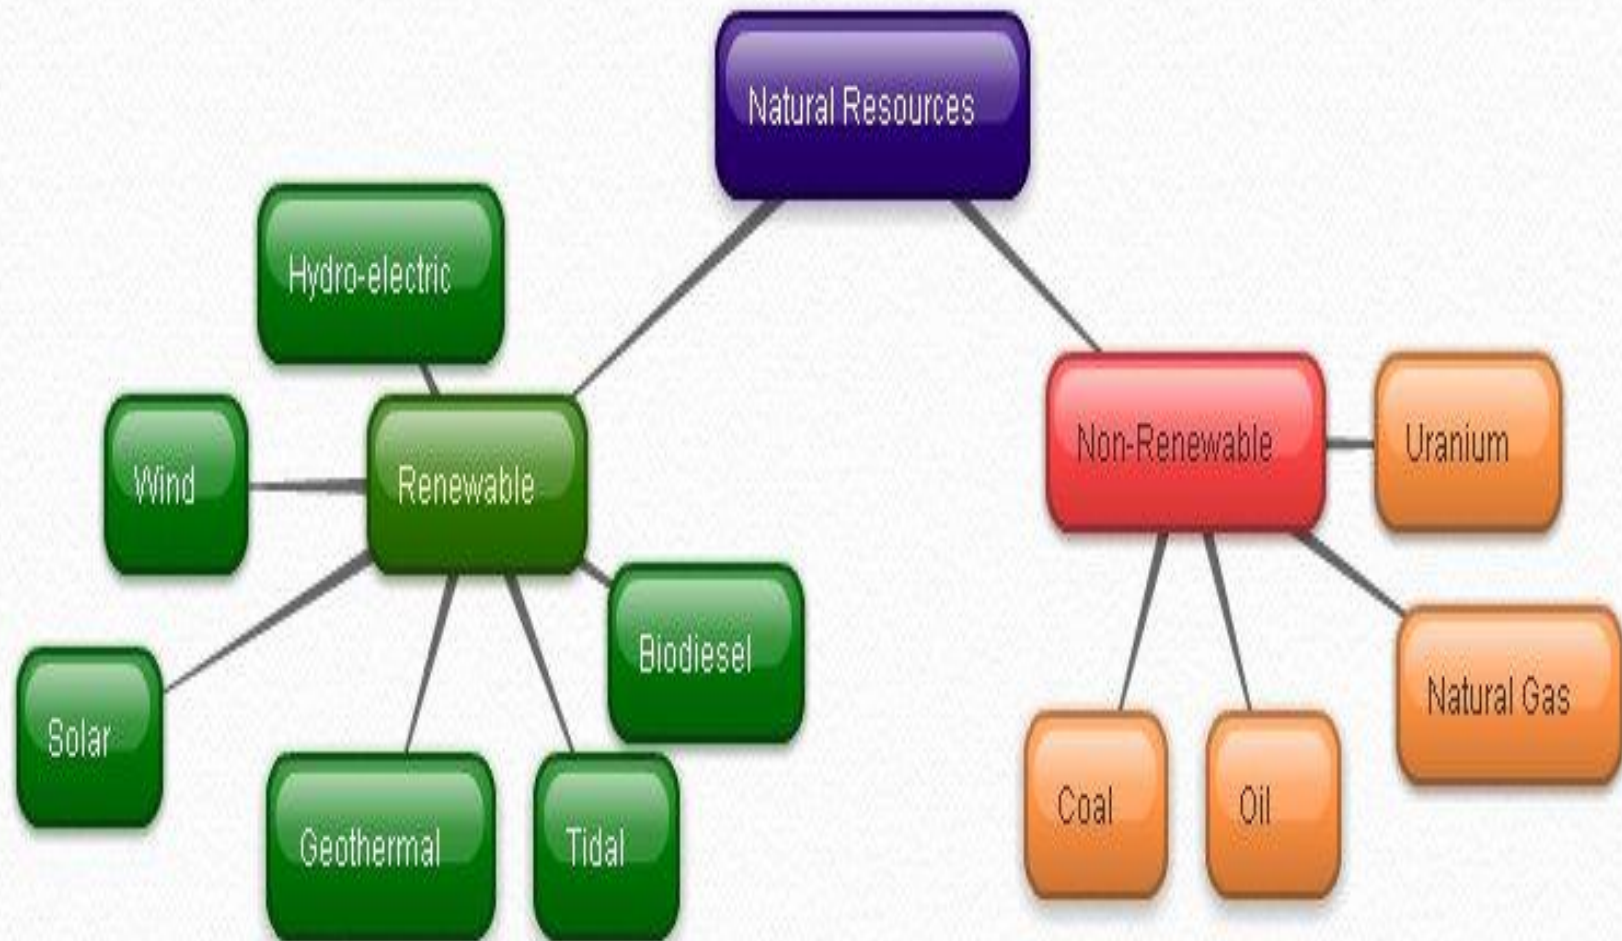 Natural Resources
Hydro-electric
Wind
Renewable
Non-Renewable
Uranium
Solar
Geothermal
Tidal
Biodiesel
Coal
Oil
Natural Gas